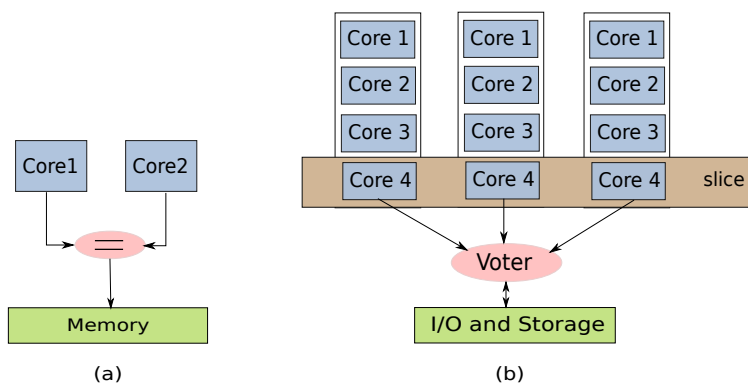 Core1
Core2
=
Memory
(a)
Core 1
Core 1
Core 1
Core 2
Core 2
Core 2
Core 3
Core 3
Core 3
Core 4
Core 4
Core 4
slice
Voter
I/O and Storage
(b)